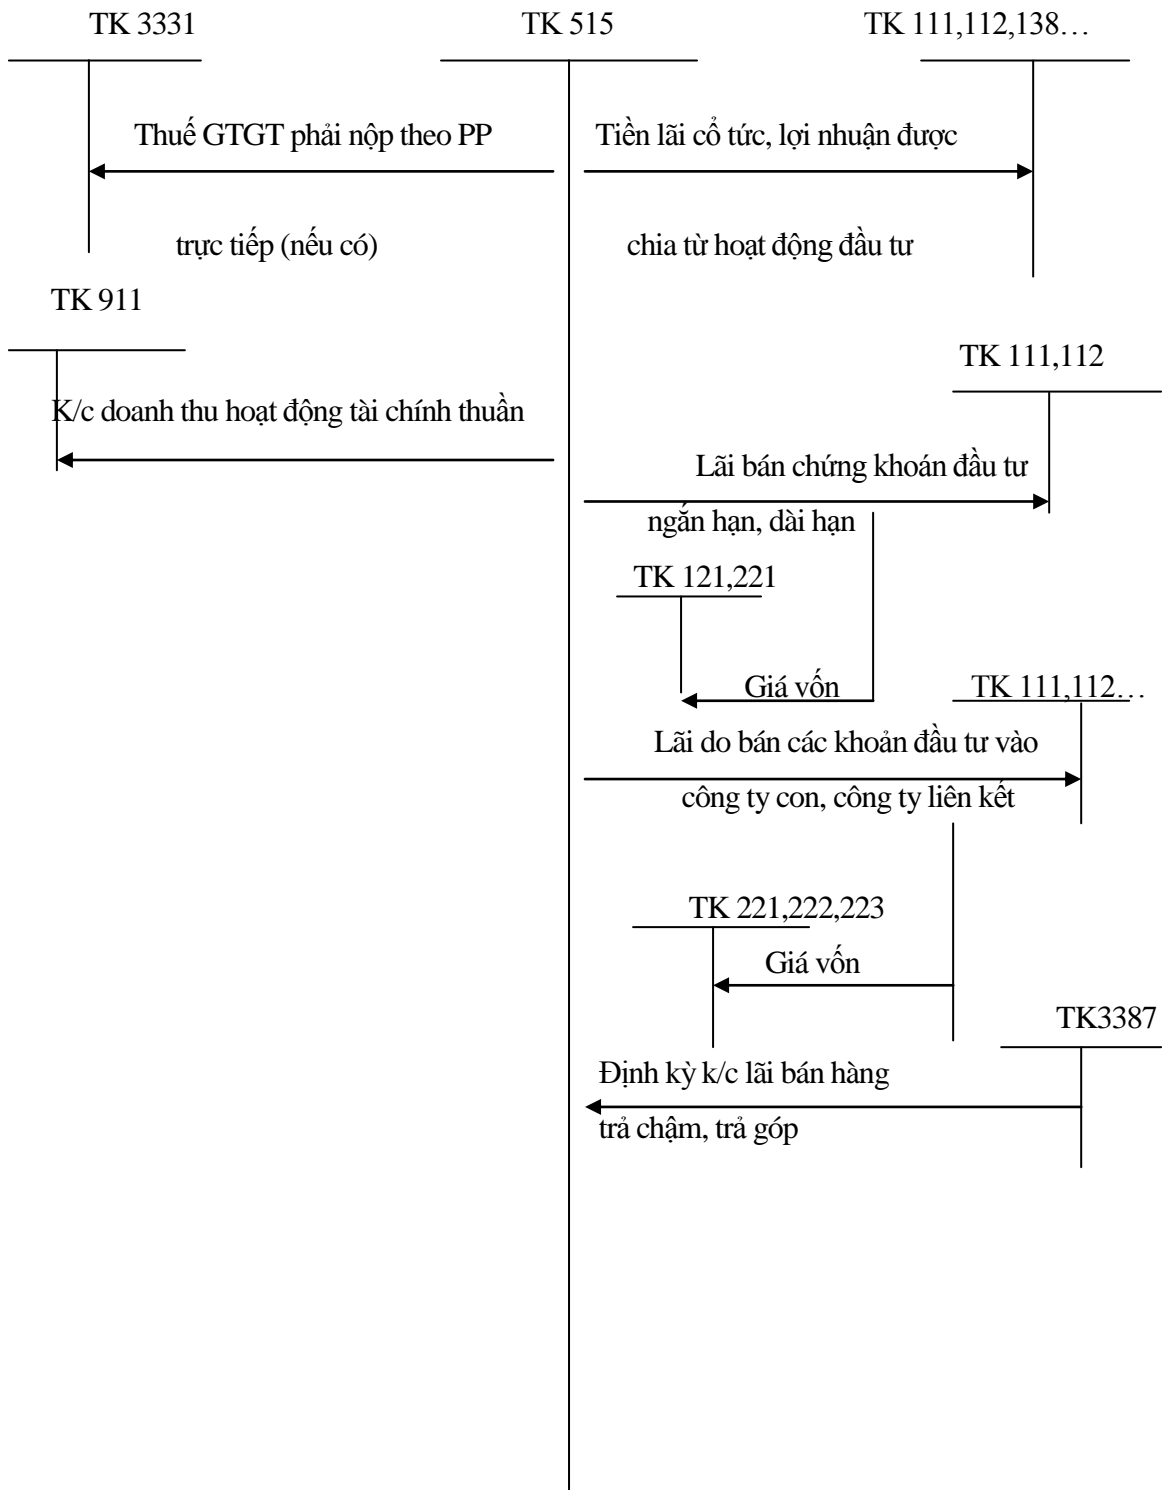 TK 3331
TK 515
TK 111,112,138…
Thuế GTGT phải nộp theo PP
Tiền lãi cổ tức, lợi nhuận được
trực tiếp (nếu có)
chia từ hoạt động đầu tư
TK 911
TK 111,112
K/c doanh thu hoạt động tài chính thuần
Lãi bán chứng khoán đầu tư
ngắn hạn, dài hạn
TK 121,221
Giá vốn
TK 111,112…
Lãi do bán các khoản đầu tư vào
công ty con, công ty liên kết
TK 221,222,223
Giá vốn
TK3387
Định kỳ k/c lãi bán hàng
trả chậm, trả góp